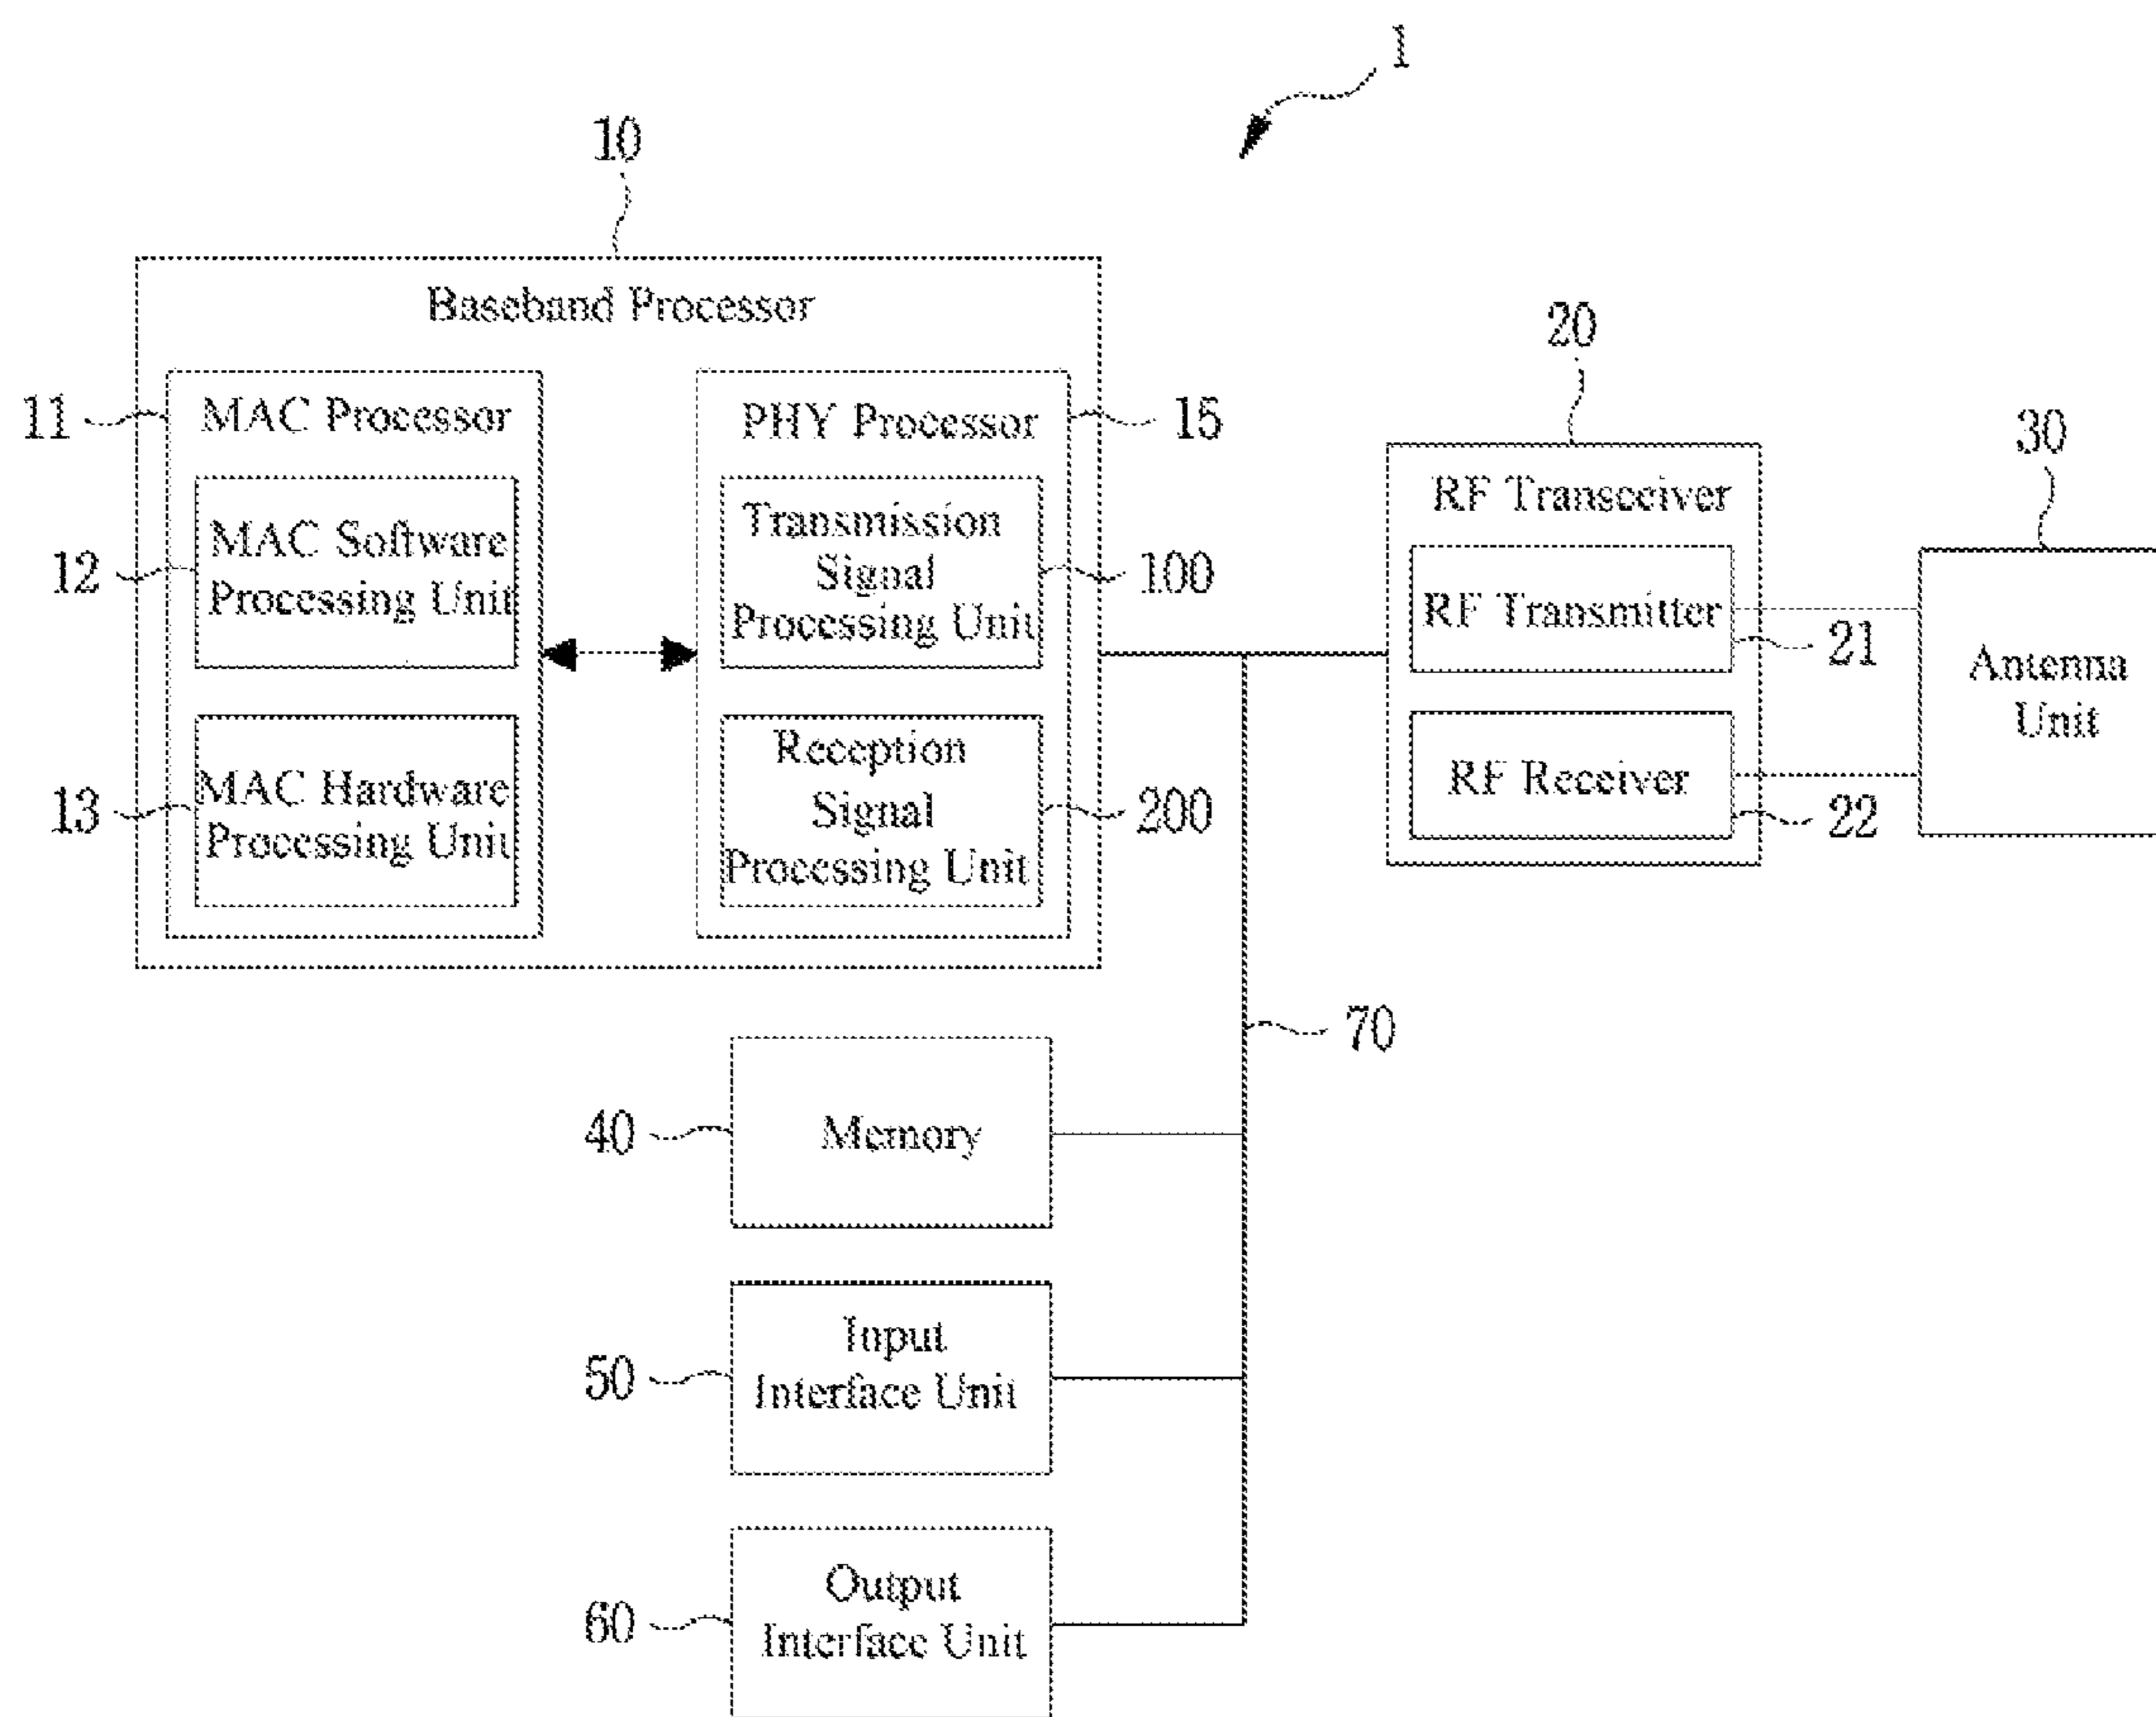 1
10
Baseband Processor
11
MAC Processor
12
MAC Software
Processing Unit
13
MAC Hardware
Processing Unit
PHY Processor
15
Transmission
Signal
Processing Unit
100
Reception
Signal
Processing Unit
200
20
RF Transceiver
RF Transmitter
21
RF Receiver
22
30
Antenna
Unit
70
40
Memory
50
Input
Interface Unit
60
Output
Interface Unit